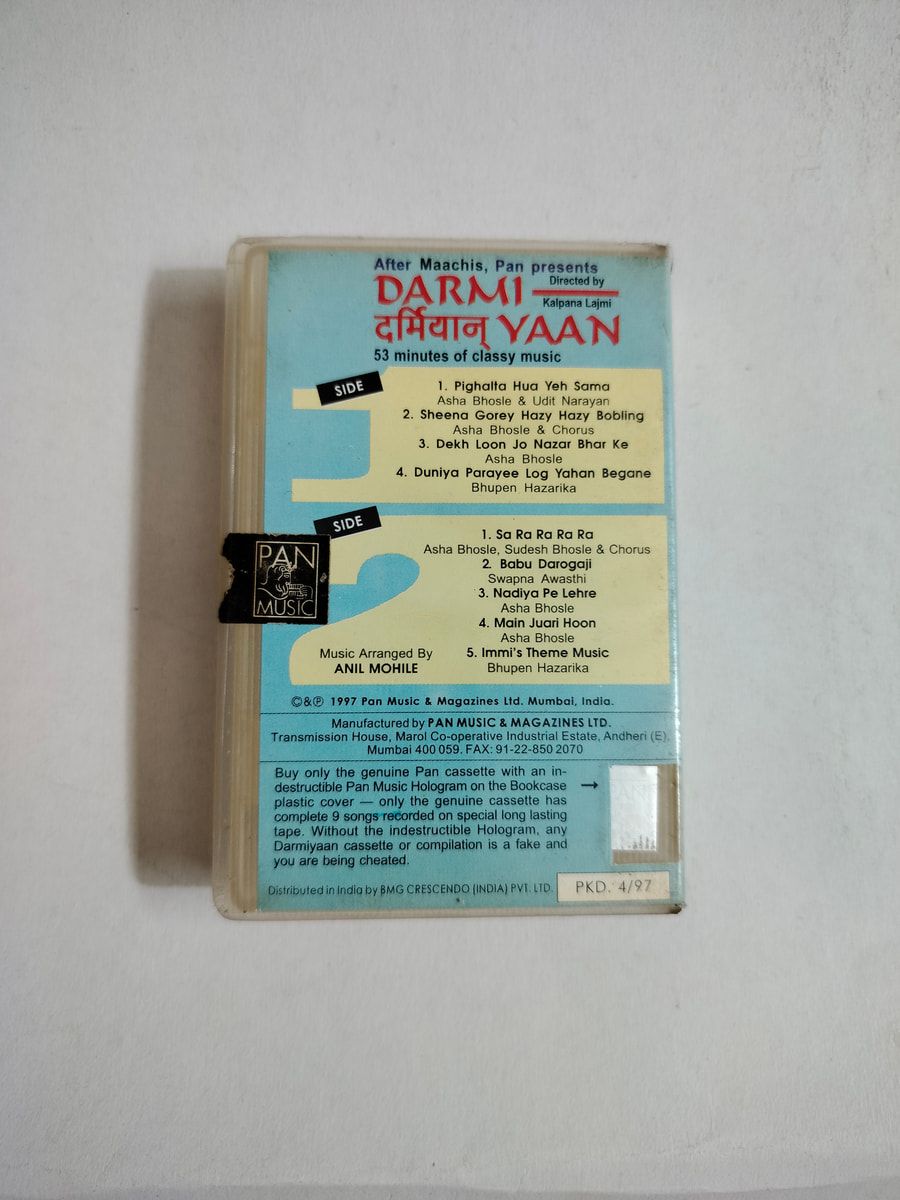 After Maachis, Pan presents
DARMI
Directed by
Kalpana Lajmi
दर्मियान् YAAN
53 minutes of classy music
SIDE
1
1. Pighalta Hua Yeh Sama
Asha Bhosle & Udit Narayan
2. Sheena Gorey Hazy Hazy Bobling
Asha Bhosle & Chorus
3. Dekh Loon Jo Nazar Bhar Ke
Asha Bhosle
4. Duniya Parayee Log Yahan Begane
Bhupen Hazarika
SIDE
2
1. Sa Ra Ra Ra Ra
Asha Bhosle, Sudesh Bhosle & Chorus
2. Babu Darogaji
Swapna Awasthi
3. Nadiya Pe Lehre
Asha Bhosle
4. Main Juari Hoon
Asha Bhosle
5. Immi's Theme Music
Bhupen Hazarika
Music Arranged By
ANIL MOHILE
PAN
MUSIC
©&℗ 1997 Pan Music & Magazines Ltd. Mumbai, India.
Manufactured by PAN MUSIC & MAGAZINES LTD.
Transmission House, Marol Co-operative Industrial Estate, Andheri (E),
Mumbai 400 059. FAX: 91-22-850 2070
Buy only the genuine Pan cassette with an in-
destructible Pan Music Hologram on the Bookcase
plastic cover — only the genuine cassette has
complete 9 songs recorded on special long lasting
tape. Without the indestructible Hologram, any
Darmiyaan cassette or compilation is a fake and
you are being cheated.
→
Distributed in India by BMG CRESCENDO (INDIA) PVT. LTD.
PKD. 4/97